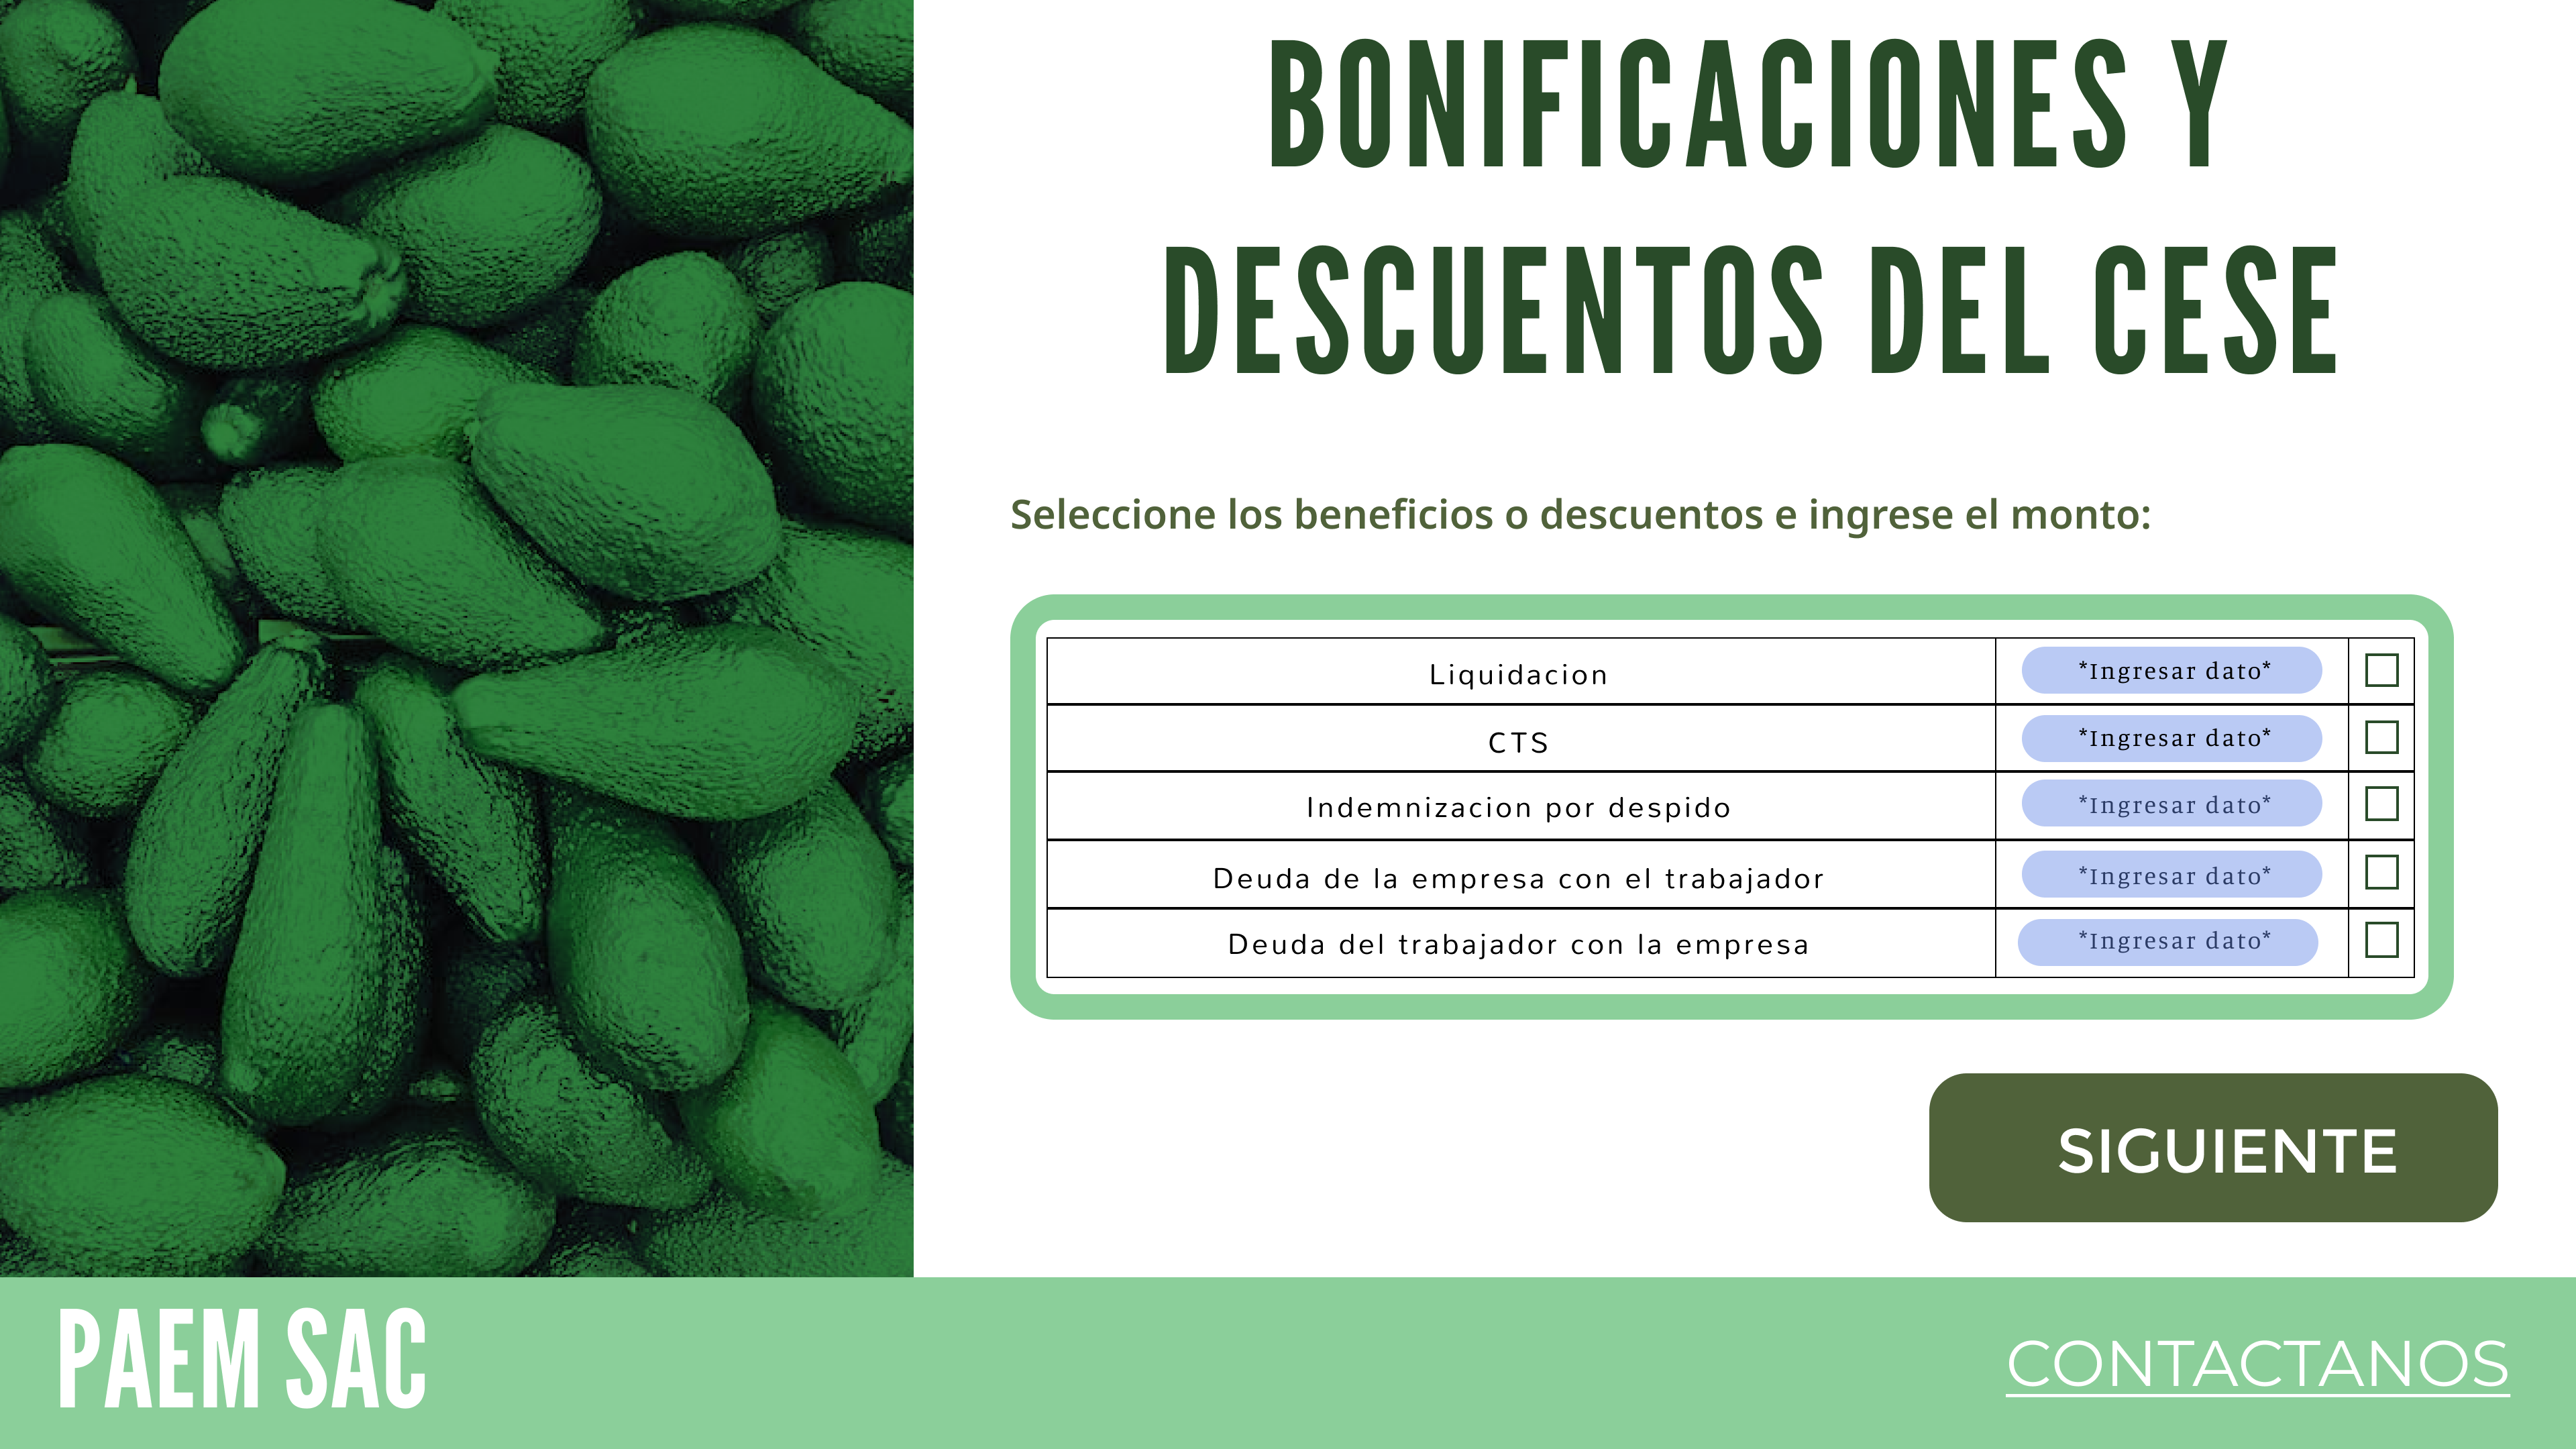 BONIFICACIONES Y
DESCUENTOS DEL CESE
Seleccione los beneficios o descuentos e ingrese el monto:
Liquidacion *Ingresar dato*
CTS *Ingresar dato*
Indemnizacion por despido *Ingresar dato*
Deuda de la empresa con el trabajador *Ingresar dato*
Deuda del trabajador con la empresa *Ingresar dato*
SIGUIENTE
PAEM SAC
CONTACTANOS